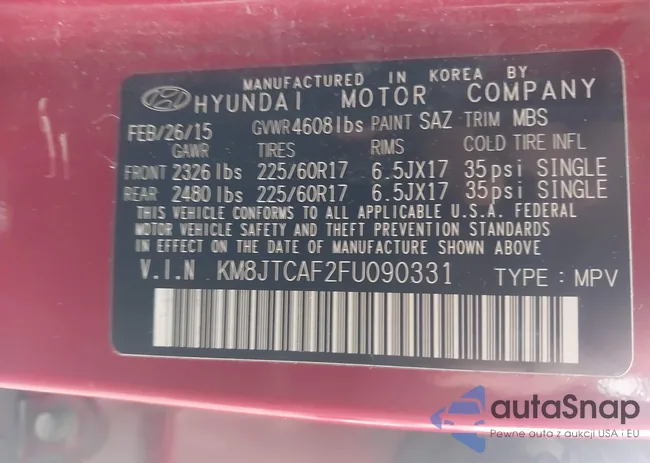 MANUFACTURED IN KOREA BY
HYUNDAI MOTOR COMPANY
FEB/26/15 GVWR 4608lbs PAINT SAZ TRIM MBS
GAWR TIRES RIMS COLD TIRE INFL
FRONT 2326 lbs 225/60R17 6.5JX17 35psi SINGLE
REAR 2480 lbs 225/60R17 6.5JX17 35psi SINGLE
THIS VEHICLE CONFORMS TO ALL APPLICABLE U.S.A. FEDERAL
MOTOR VEHICLE SAFETY AND THEFT PREVENTION STANDARDS
IN EFFECT ON THE DATE OF MANUFACTURE SHOWN ABOVE.
V.I.N KM8JTCAF2FU090331 TYPE : MPV
autaSnap
Pewne auta z aukcji USA i EU